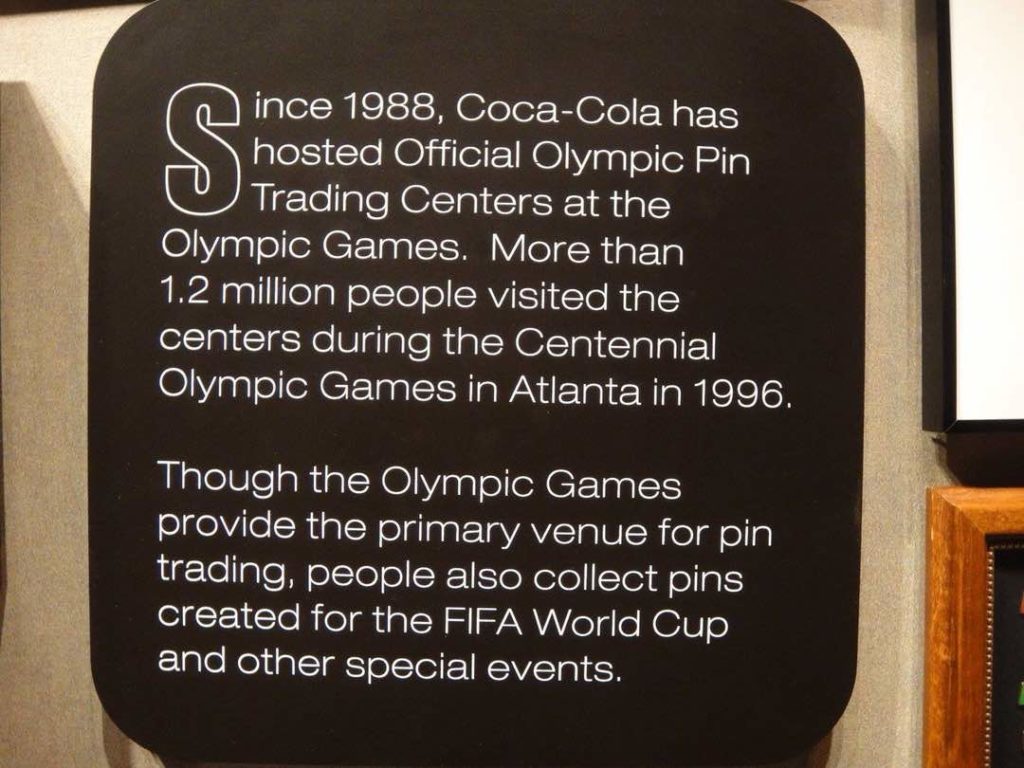 Since 1988, Coca-Cola has
hosted Official Olympic Pin
Trading Centers at the
Olympic Games. More than
1.2 million people visited the
centers during the Centennial
Olympic Games in Atlanta in 1996.
Though the Olympic Games
provide the primary venue for pin
trading, people also collect pins
created for the FIFA World Cup
and other special events.